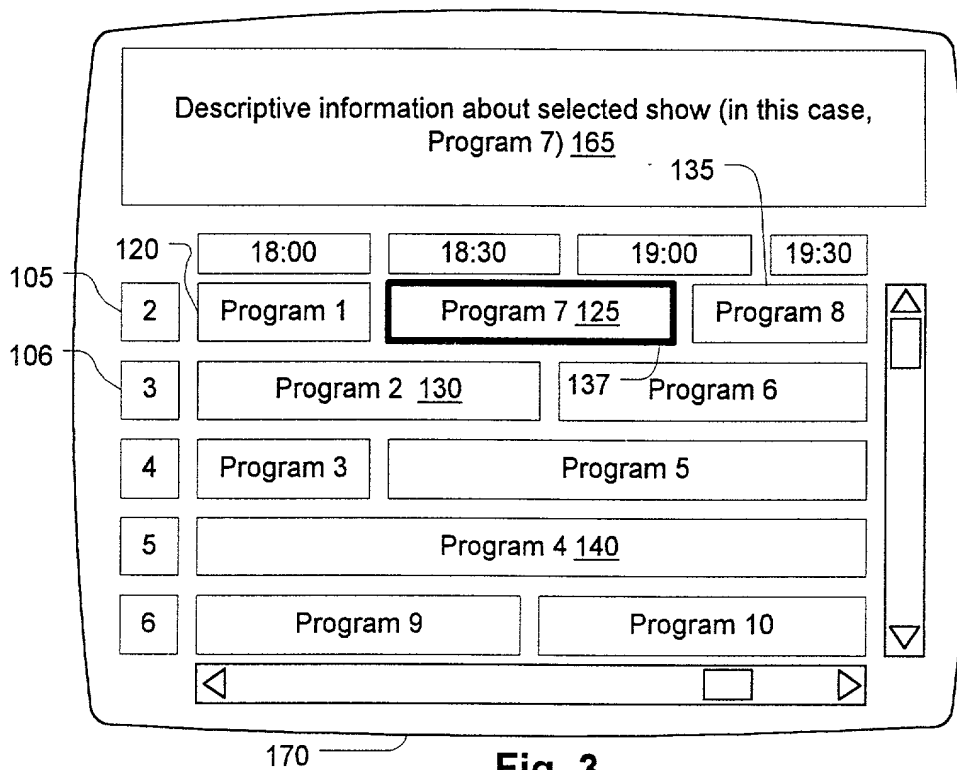 Descriptive information about selected show (in this case,
Program 7) 165
135
120 18:00 18:30 19:00 19:30
105 2 Program 1 Program 7 125 Program 8
106 3 Program 2 130 137 Program 6
4 Program 3 Program 5
5 Program 4 140
6 Program 9 Program 10
170
Fig. 3